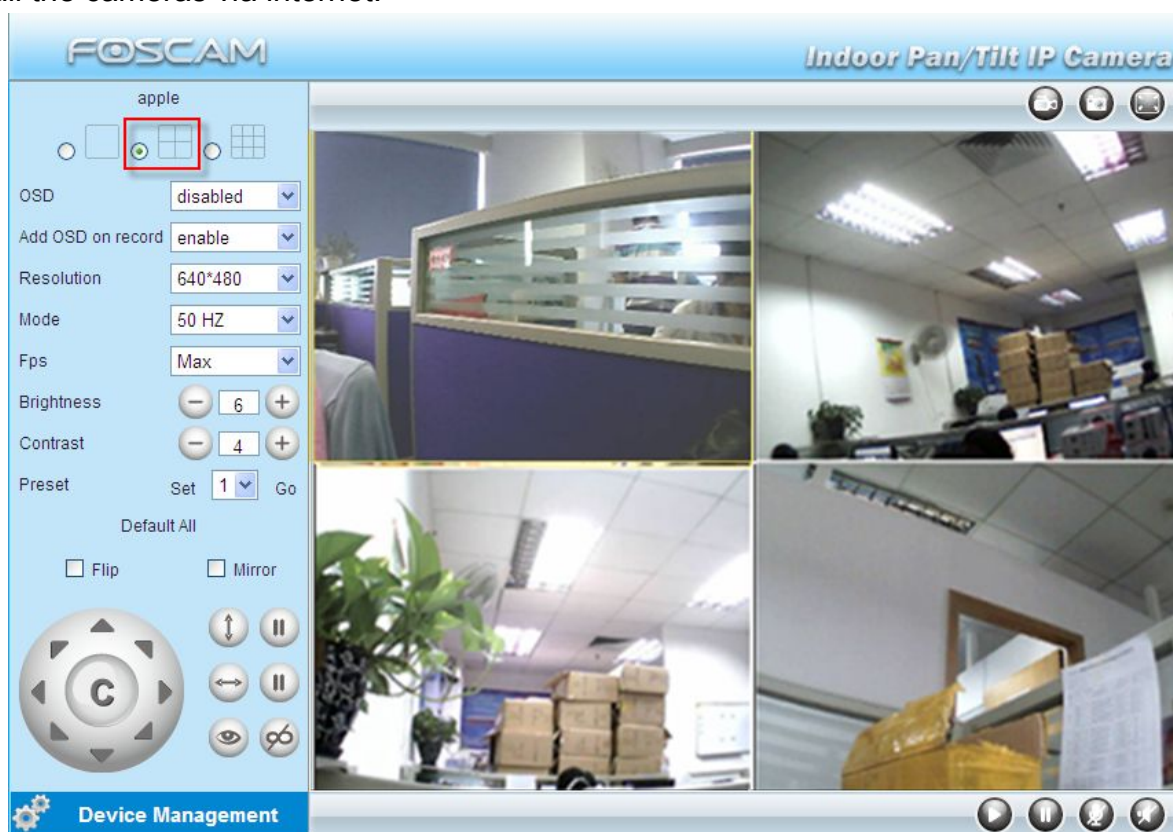 all the cameras via internet.
FOSCAM
Indoor Pan/Tilt IP Camera
apple
OSD disabled
Add OSD on record enable
Resolution 640*480
Mode 50 HZ
Fps Max
Brightness 6
Contrast 4
Preset Set 1 Go
Default All
Flip Mirror
C
Device Management